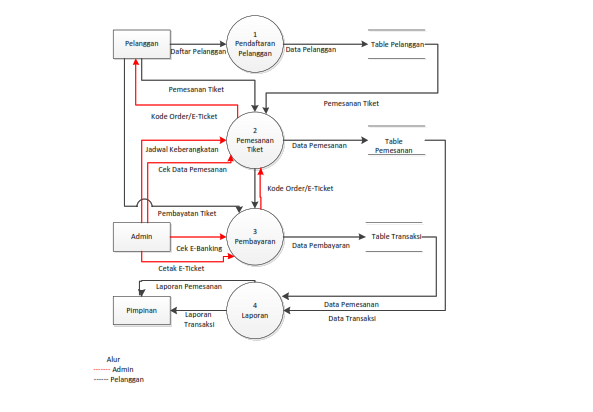 1
Pendaftaran
Pelanggan
Pelanggan
Daftar Pelanggan
Data Pelanggan
Table Pelanggan
Pemesanan Tiket
Pemesanan Tiket
Kode Order/E-Ticket
2
Pemesanan
Tiket
Jadwal Keberangkatan
Data Pemesanan
Table
Pemesanan
Cek Data Pemesanan
Kode Order/E-Ticket
Pembayatan Tiket
Admin
3
Pembayaran
Table Transaksi
Cek E-Banking
Data Pembayaran
Cetak E-Ticket
Laporan Pemesanan
Pimpinan
Laporan
Transaksi
4
Laporan
Data Pemesanan
Data Transaksi
Alur
------- Admin
------ Pelanggan